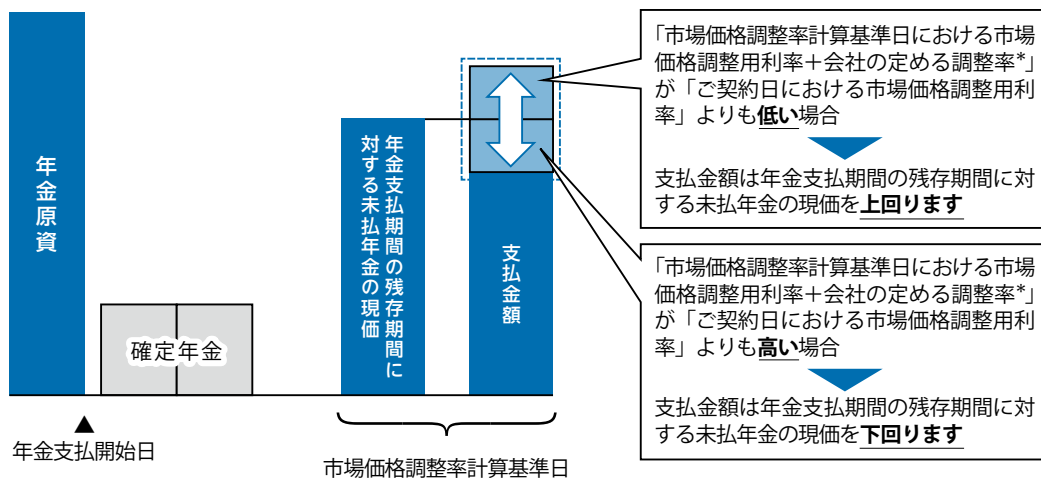 年金原資
確定年金
▲
年金支払開始日
年金支払期間の残存期間に
対する未払年金の現価
支払金額
市場価格調整率計算基準日
「市場価格調整率計算基準日における市場
価格調整用利率＋会社の定める調整率*」
が「ご契約日における市場価格調整用利
率」よりも低い場合
支払金額は年金支払期間の残存期間に対
する未払年金の現価を上回ります
「市場価格調整率計算基準日における市場
価格調整用利率＋会社の定める調整率*」
が「ご契約日における市場価格調整用利
率」よりも高い場合
支払金額は年金支払期間の残存期間に対
する未払年金の現価を下回ります